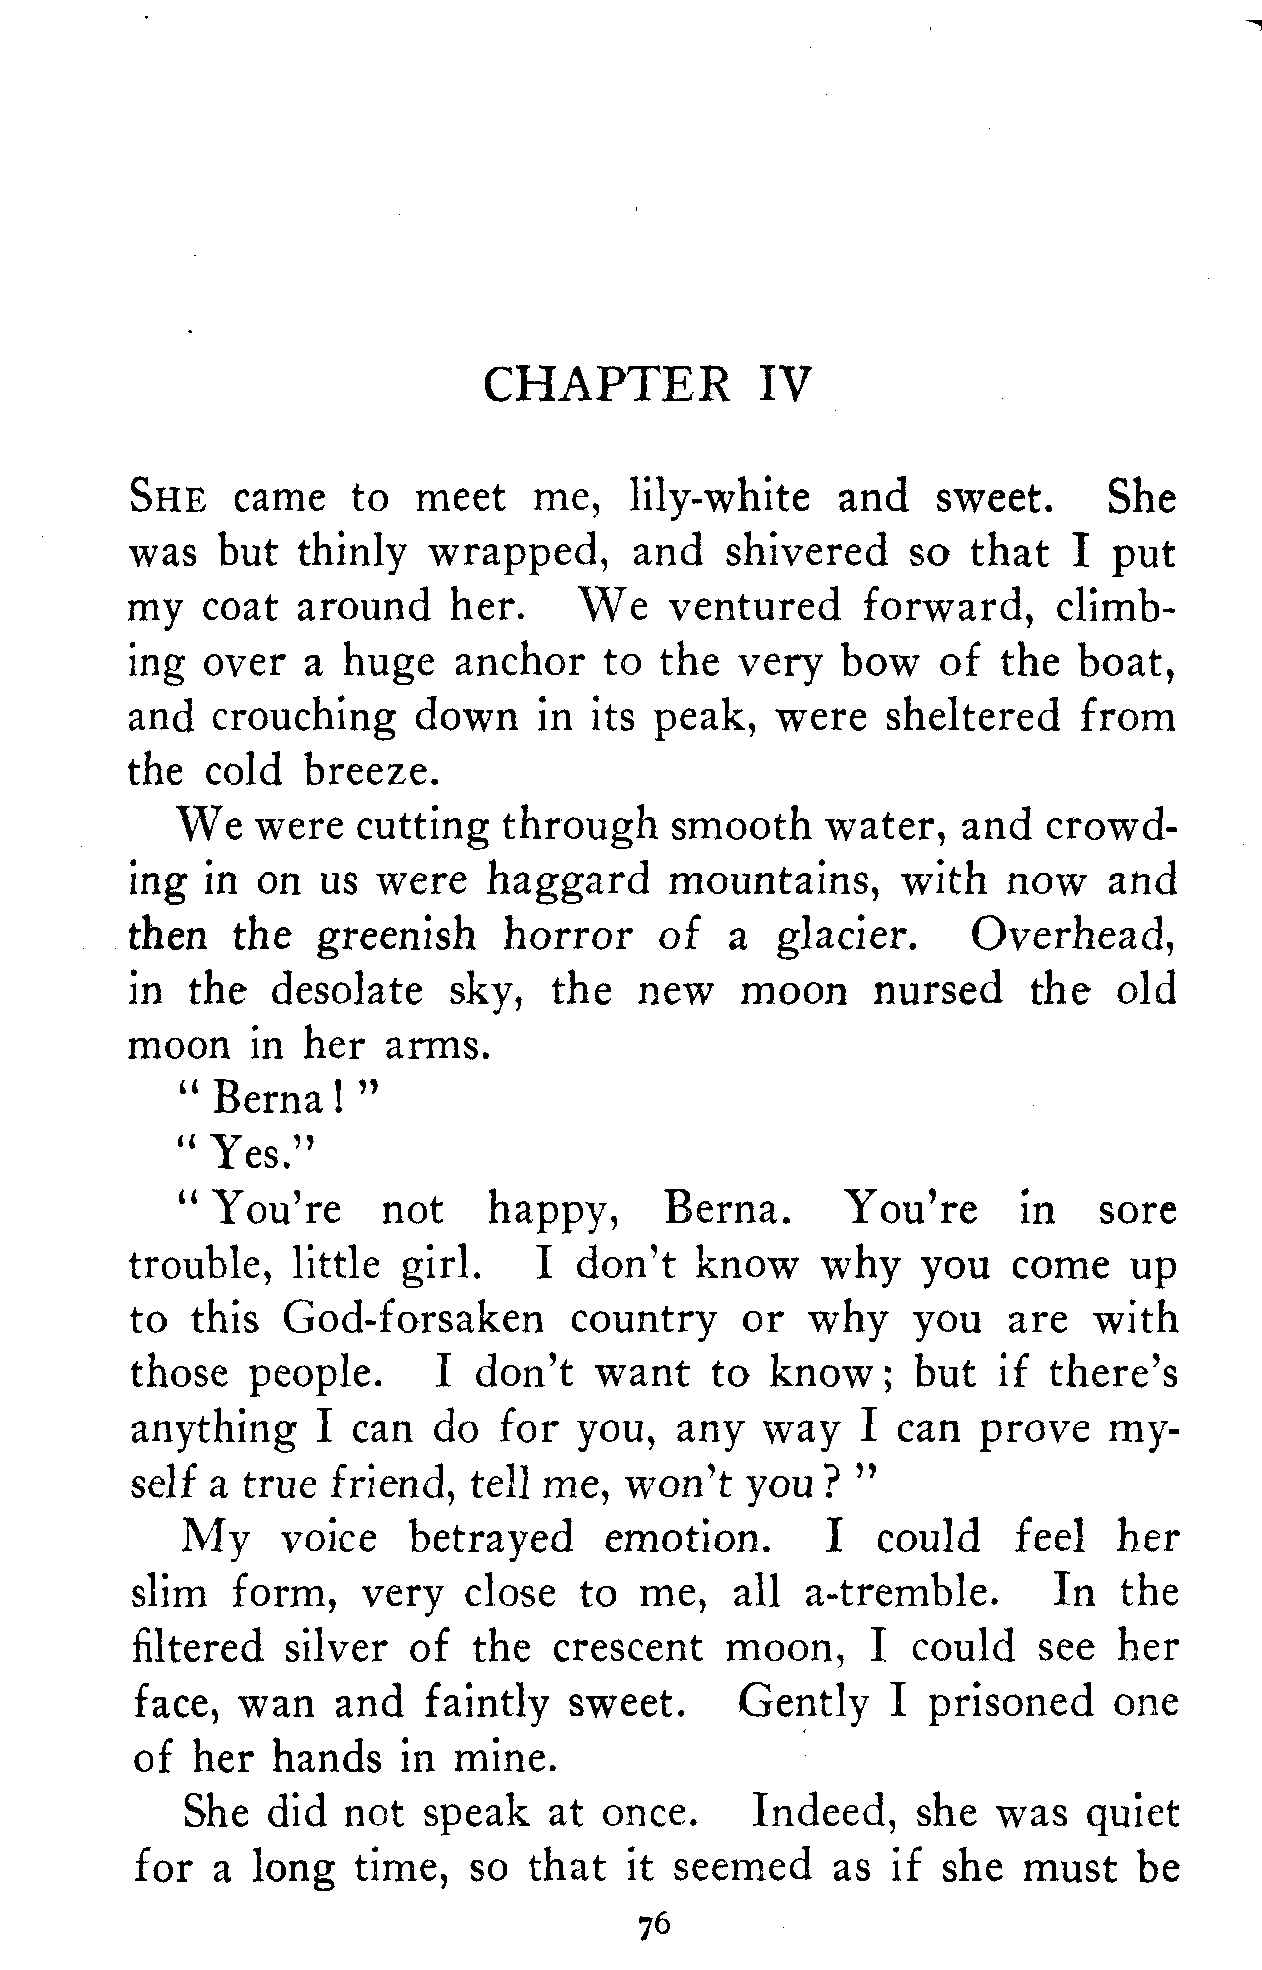 CHAPTER IV
SHE came to meet me, lily-white and sweet. She
was but thinly wrapped, and shivered so that I put
my coat around her. We ventured forward, climb-
ing over a huge anchor to the very bow of the boat,
and crouching down in its peak, were sheltered from
the cold breeze.
We were cutting through smooth water, and crowd-
ing in on us were haggard mountains, with now and
then the greenish horror of a glacier. Overhead,
in the desolate sky, the new moon nursed the old
moon in her arms.
" Berna ! "
" Yes."
" You're not happy, Berna. You're in sore
trouble, little girl. I don't know why you come up
to this God-forsaken country or why you are with
those people. I don't want to know ; but if there's
anything I can do for you, any way I can prove my-
self a true friend, tell me, won't you ? "
My voice betrayed emotion. I could feel her
slim form, very close to me, all a-tremble. In the
filtered silver of the crescent moon, I could see her
face, wan and faintly sweet. Gently I prisoned one
of her hands in mine.
She did not speak at once. Indeed, she was quiet
for a long time, so that it seemed as if she must be
76